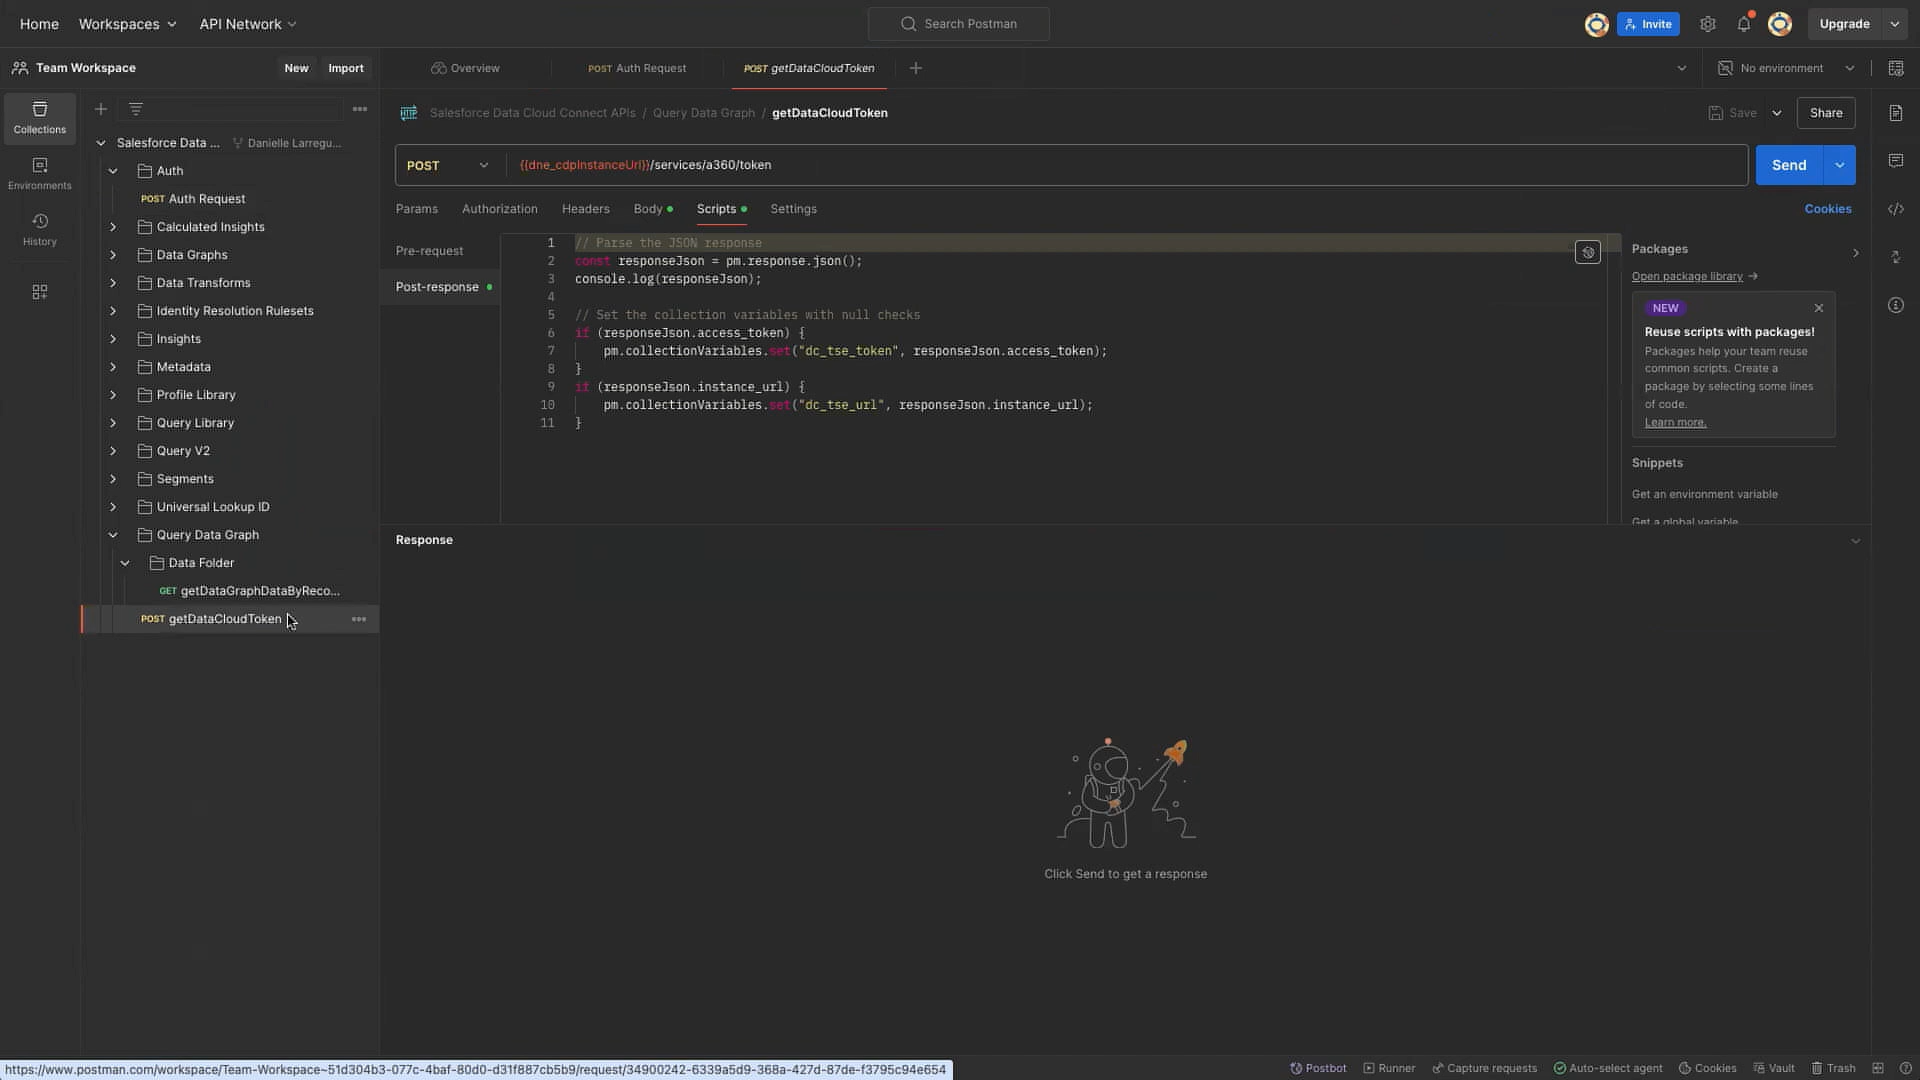 Home
Workspaces
API Network
Search Postman
Invite
Upgrade
Team Workspace
New
Import
Overview
POST Auth Request
POST getDataCloudToken
No environment
Collections
Environments
History
Salesforce Data ...
Danielle Larregu...
Auth
POST Auth Request
Calculated Insights
Data Graphs
Data Transforms
Identity Resolution Rulesets
Insights
Metadata
Profile Library
Query Library
Query V2
Segments
Universal Lookup ID
Query Data Graph
Data Folder
GET getDataGraphDataByReco...
POST getDataCloudToken
HTTP
Salesforce Data Cloud Connect APIs / Query Data Graph / getDataCloudToken
Save
Share
POST
{{dne_cdpInstanceUrl}}/services/a360/token
Send
Params
Authorization
Headers
Body
Scripts
Settings
Cookies
Pre-request
Post-response
1 // Parse the JSON response
2 const responseJson = pm.response.json();
3 console.log(responseJson);
4
5 // Set the collection variables with null checks
6 if (responseJson.access_token) {
7 pm.collectionVariables.set("dc_tse_token", responseJson.access_token);
8 }
9 if (responseJson.instance_url) {
10 pm.collectionVariables.set("dc_tse_url", responseJson.instance_url);
11 }
Packages
Open package library →
NEW
Reuse scripts with packages!
Packages help your team reuse
common scripts. Create a
package by selecting some lines
of code.
Learn more.
Snippets
Get an environment variable
Get a global variable
Response
Click Send to get a response
https://www.postman.com/workspace/Team-Workspace~51d304b3-077c-4baf-80d0-d31f887cb5b9/request/34900242-6339a5d9-368a-427d-87de-f3795c94e654
Postbot
Runner
Capture requests
Auto-select agent
Cookies
Vault
Trash